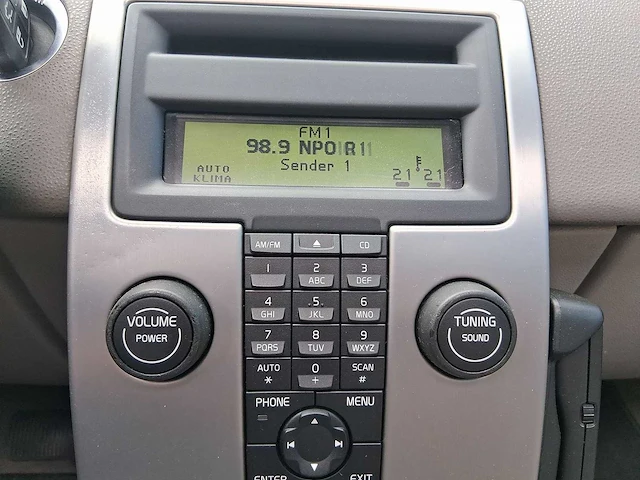 FM1
98.9 NPO R1
Sender 1
AUTO
KLIMA
21 21
AM/FM CD
1 2 3
ABC DEF
4 5 6
GHI JKL MNO
7 8 9
PQRS TUV WXYZ
AUTO 0 SCAN
* + #
PHONE MENU
ENTER EXIT
VOLUME
POWER
TUNING
SOUND